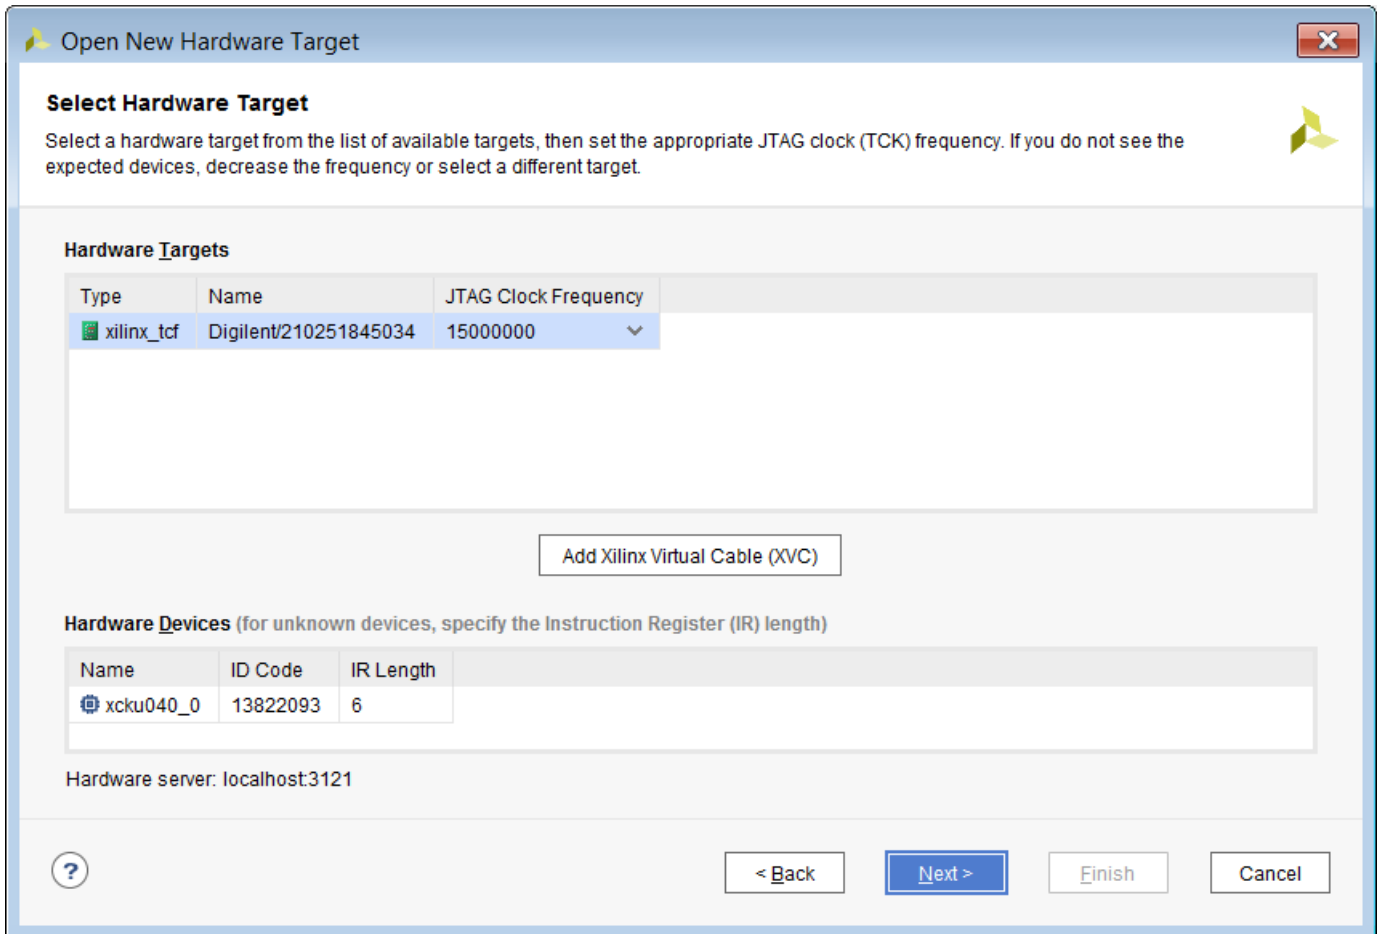 Open New Hardware Target
Select Hardware Target
Select a hardware target from the list of available targets, then set the appropriate JTAG clock (TCK) frequency. If you do not see the
expected devices, decrease the frequency or select a different target.
Hardware Targets
Type Name JTAG Clock Frequency
xilinx_tcf Digilent/210251845034 15000000
Add Xilinx Virtual Cable (XVC)
Hardware Devices (for unknown devices, specify the Instruction Register (IR) length)
Name ID Code IR Length
xcku040_0 13822093 6
Hardware server: localhost:3121
? < Back Next > Finish Cancel